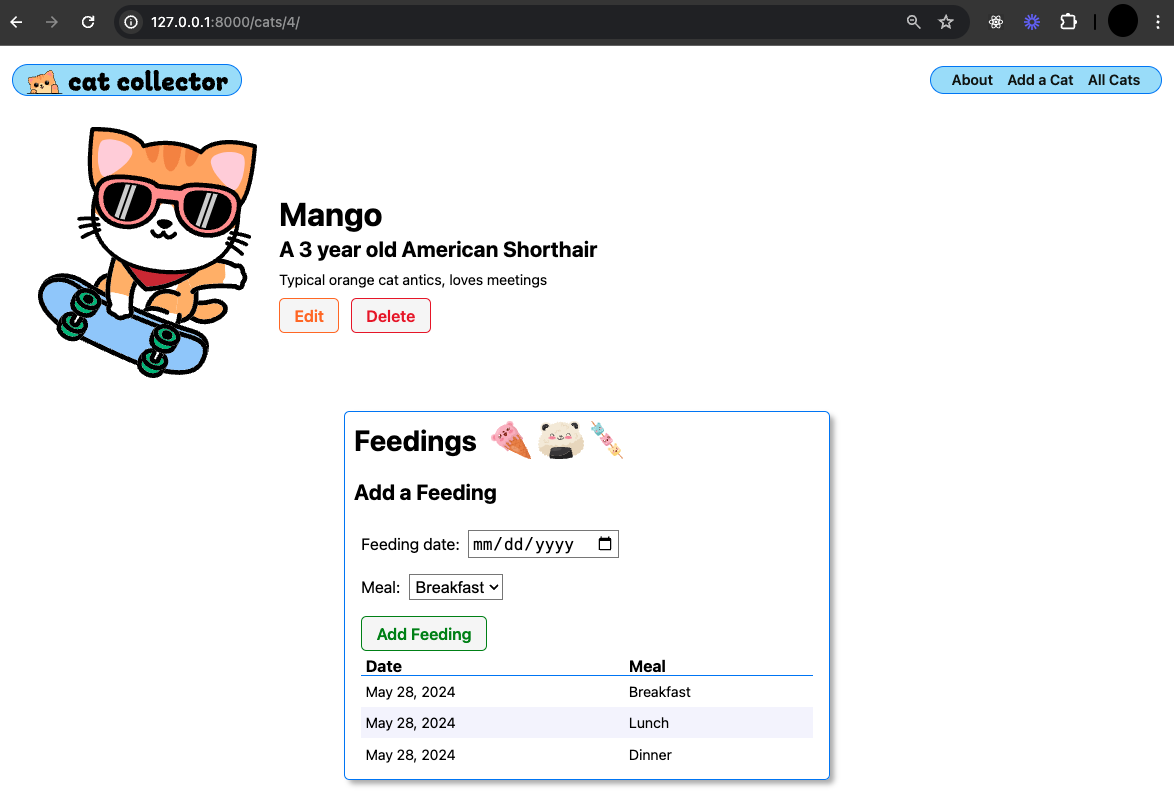 127.0.0.1:8000/cats/4/
cat collector
About Add a Cat All Cats
Mango
A 3 year old American Shorthair
Typical orange cat antics, loves meetings
Edit Delete
Feedings
Add a Feeding
Feeding date: mm/dd/yyyy
Meal: Breakfast
Add Feeding
Date Meal
May 28, 2024 Breakfast
May 28, 2024 Lunch
May 28, 2024 Dinner